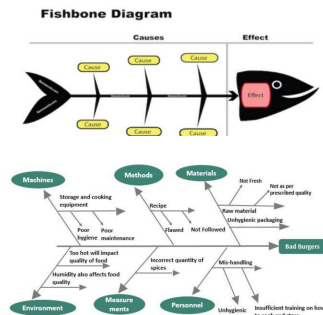 Fishbone Diagram
Causes
Effect
Cause
Cause
Cause
Effect
Cause
Cause
Cause
Machines
Methods
Materials
Not Fresh
Not as per
prescribed quality
Storage and cooking
equipment
Recipe
Raw material
Unhygienic packaging
Poor
hygiene
Poor
maintenance
Flawed
Not Followed
Bad Burgers
Too hot will impact
quality of food
Incorrect quantity of
spices
Mis-handling
Humidity also affects food
quality
Environment
Measure
ments
Personnel
Unhygienic
Insufficient training on how